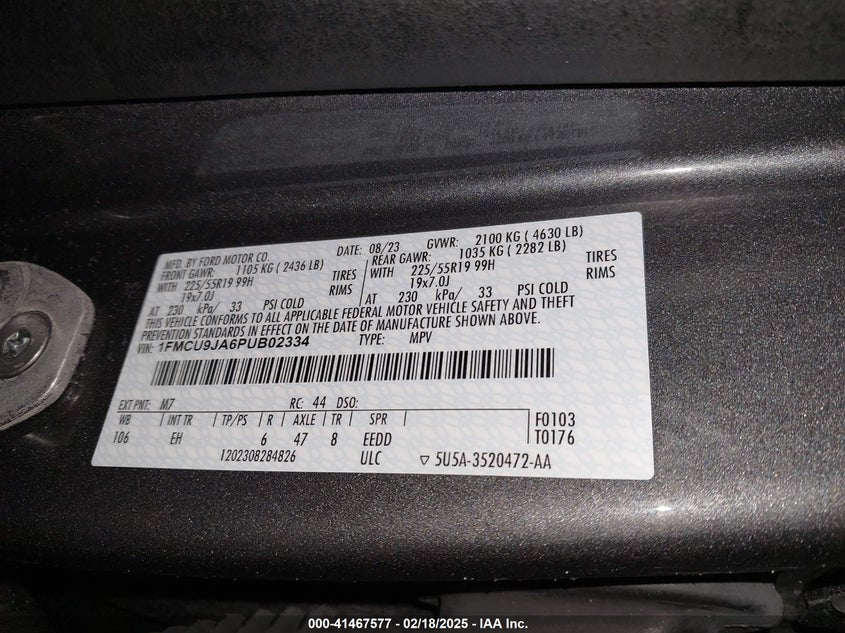 MFD. BY FORD MOTOR CO.
DATE: 08/23 GVWR: 2100 KG ( 4630 LB)
FRONT GAWR: 1105 KG ( 2436 LB) REAR GAWR: 1035 KG ( 2282 LB)
WITH 225/55R19 99H TIRES WITH 225/55R19 99H TIRES
19x7.0J RIMS 19x7.0J RIMS
AT 230 kPa/ 33 PSI COLD AT 230 kPa/ 33 PSI COLD
THIS VEHICLE CONFORMS TO ALL APPLICABLE FEDERAL MOTOR VEHICLE SAFETY AND THEFT
PREVENTION STANDARDS IN EFFECT ON THE DATE OF MANUFACTURE SHOWN ABOVE.
VIN: 1FMCU9JA6PUB02334 TYPE: MPV
EXT PNT: M7 RC: 44 DSO:
WB INT TR TP/PS R AXLE TR SPR F0103
106 EH 6 47 8 EEDD T0176
1202308284826 ULC ▽ 5U5A-3520472-AA
000-41467577 — 02/18/2025 — IAA Inc.